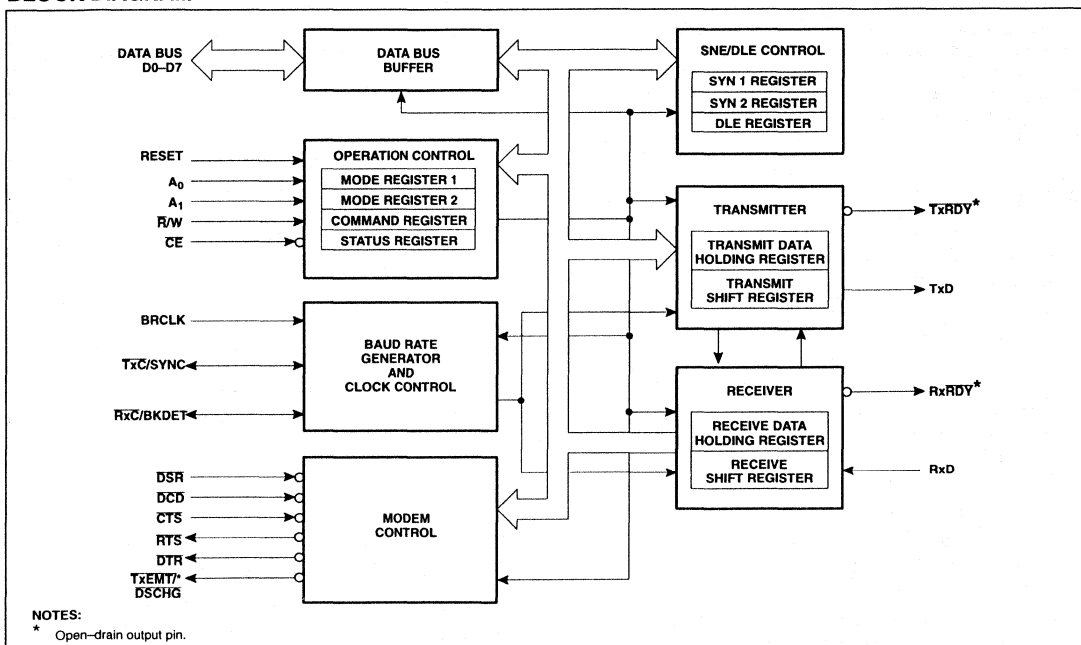 DATA BUS
D0–D7
DATA BUS
BUFFER
SNE/DLE CONTROL
SYN 1 REGISTER
SYN 2 REGISTER
DLE REGISTER
RESET
A0
A1
R/W
CE
OPERATION CONTROL
MODE REGISTER 1
MODE REGISTER 2
COMMAND REGISTER
STATUS REGISTER
TRANSMITTER
TRANSMIT DATA
HOLDING REGISTER
TRANSMIT
SHIFT REGISTER
TxRDY*
TxD
BRCLK
TxC/SYNC
RxC/BKDET
BAUD RATE
GENERATOR
AND
CLOCK CONTROL
RECEIVER
RECEIVE DATA
HOLDING REGISTER
RECEIVE
SHIFT REGISTER
RxRDY*
RxD
DSR
DCD
CTS
RTS
DTR
TxEMT/*
DSCHG
MODEM
CONTROL
NOTES:
* Open–drain output pin.